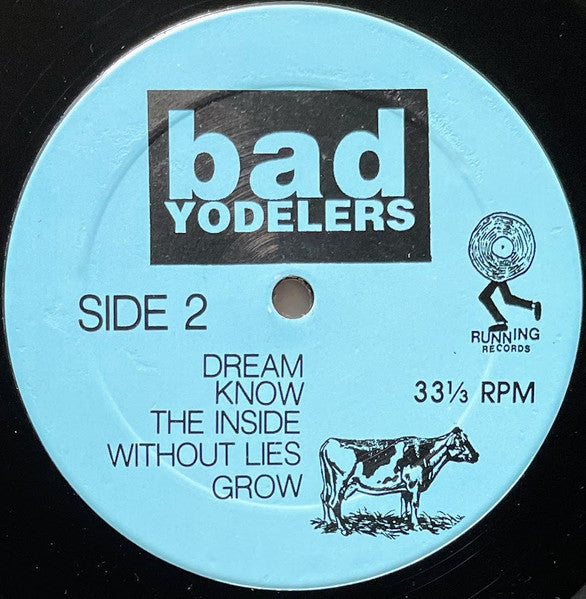 bad
YODELERS
SIDE 2
RUNNING
RECORDS
DREAM
KNOW
THE INSIDE
WITHOUT LIES
GROW
33⅓ RPM